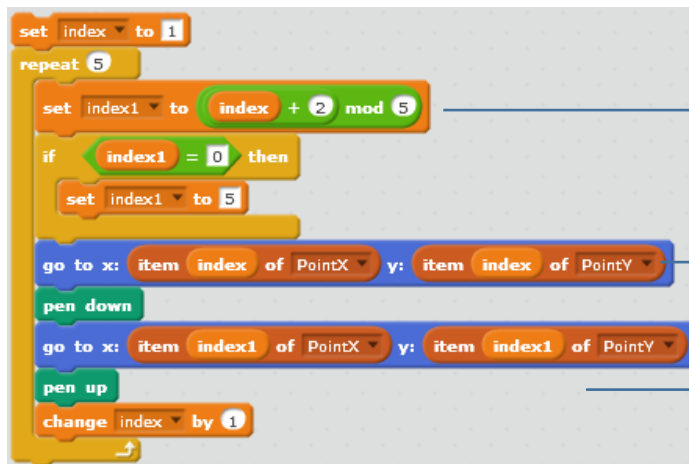 set index to 1
repeat 5
set index1 to index + 2 mod 5
if index1 = 0 then
set index1 to 5
go to x: item index of PointX y: item index of PointY
pen down
go to x: item index1 of PointX y: item index1 of PointY
pen up
change index by 1